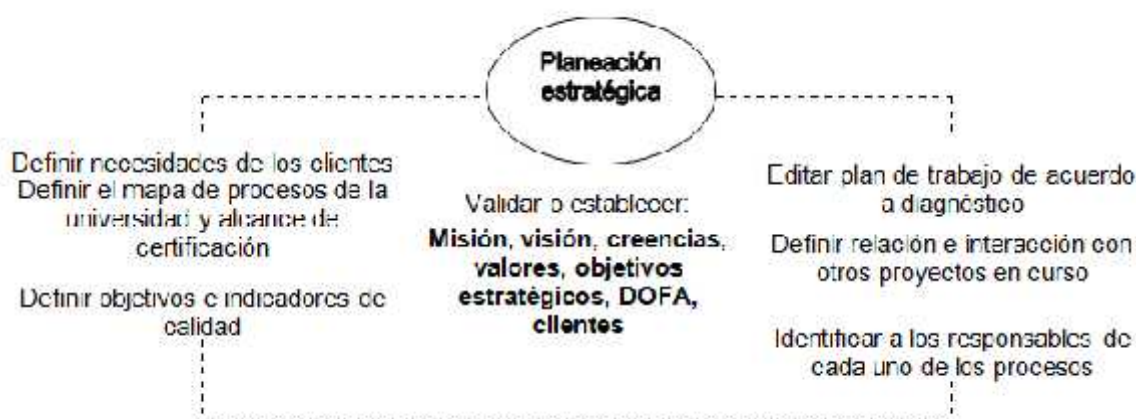 Planeación
estratégica
Definir necesidades de los clientes
Definir el mapa de procesos de la
universidad y alcance de
certificación
Definir objetivos e indicadores de
calidad
Validar o establecer:
Misión, visión, creencias,
valores, objetivos
estratégicos, DOFA,
clientes
Editar plan de trabajo de acuerdo
a diagnóstico
Definir relación e interacción con
otros proyectos en curso
Identificar a los responsables de
cada uno de los procesos